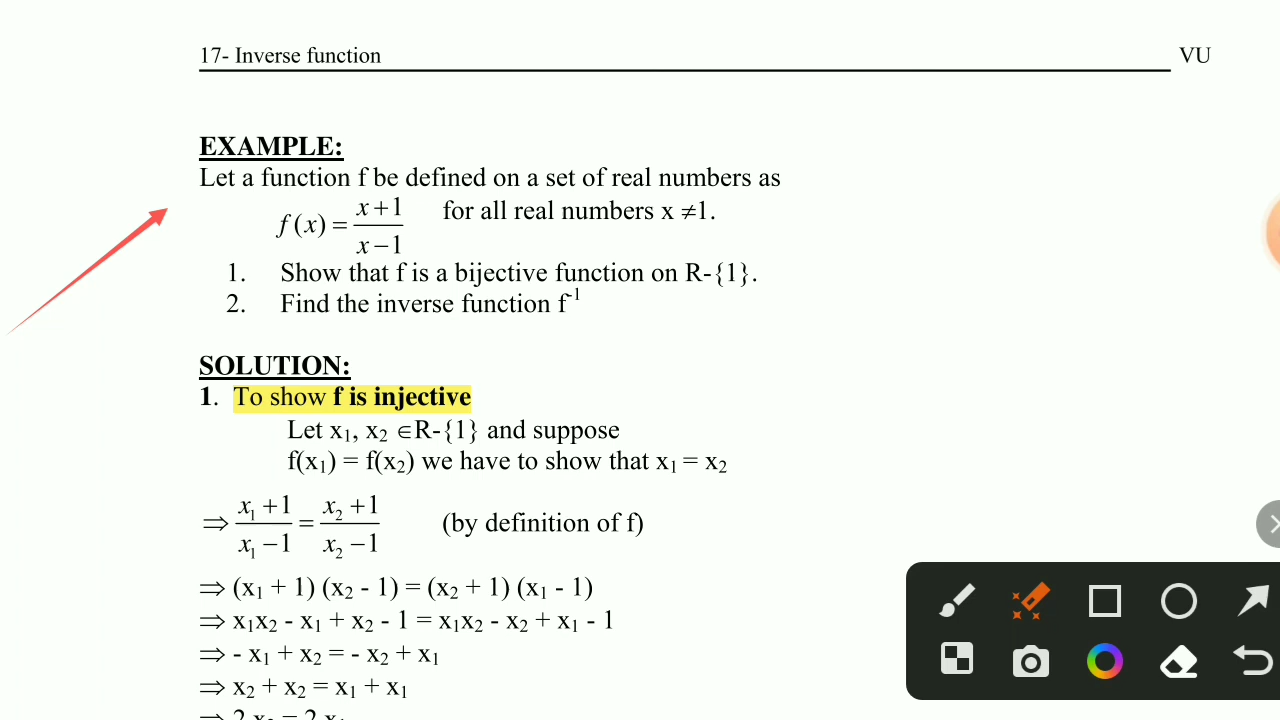 17- Inverse function VU
EXAMPLE:
Let a function f be defined on a set of real numbers as
f(x) = (x+1)/(x−1) for all real numbers x ≠1.
1. Show that f is a bijective function on R-{1}.
2. Find the inverse function f⁻¹
SOLUTION:
1. To show f is injective
Let x₁, x₂ ∈R-{1} and suppose
f(x₁) = f(x₂) we have to show that x₁ = x₂
⇒ (x₁+1)/(x₁−1) = (x₂+1)/(x₂−1) (by definition of f)
⇒ (x₁ + 1) (x₂ - 1) = (x₂ + 1) (x₁ - 1)
⇒ x₁x₂ - x₁ + x₂ - 1 = x₁x₂ - x₂ + x₁ - 1
⇒ - x₁ + x₂ = - x₂ + x₁
⇒ x₂ + x₂ = x₁ + x₁